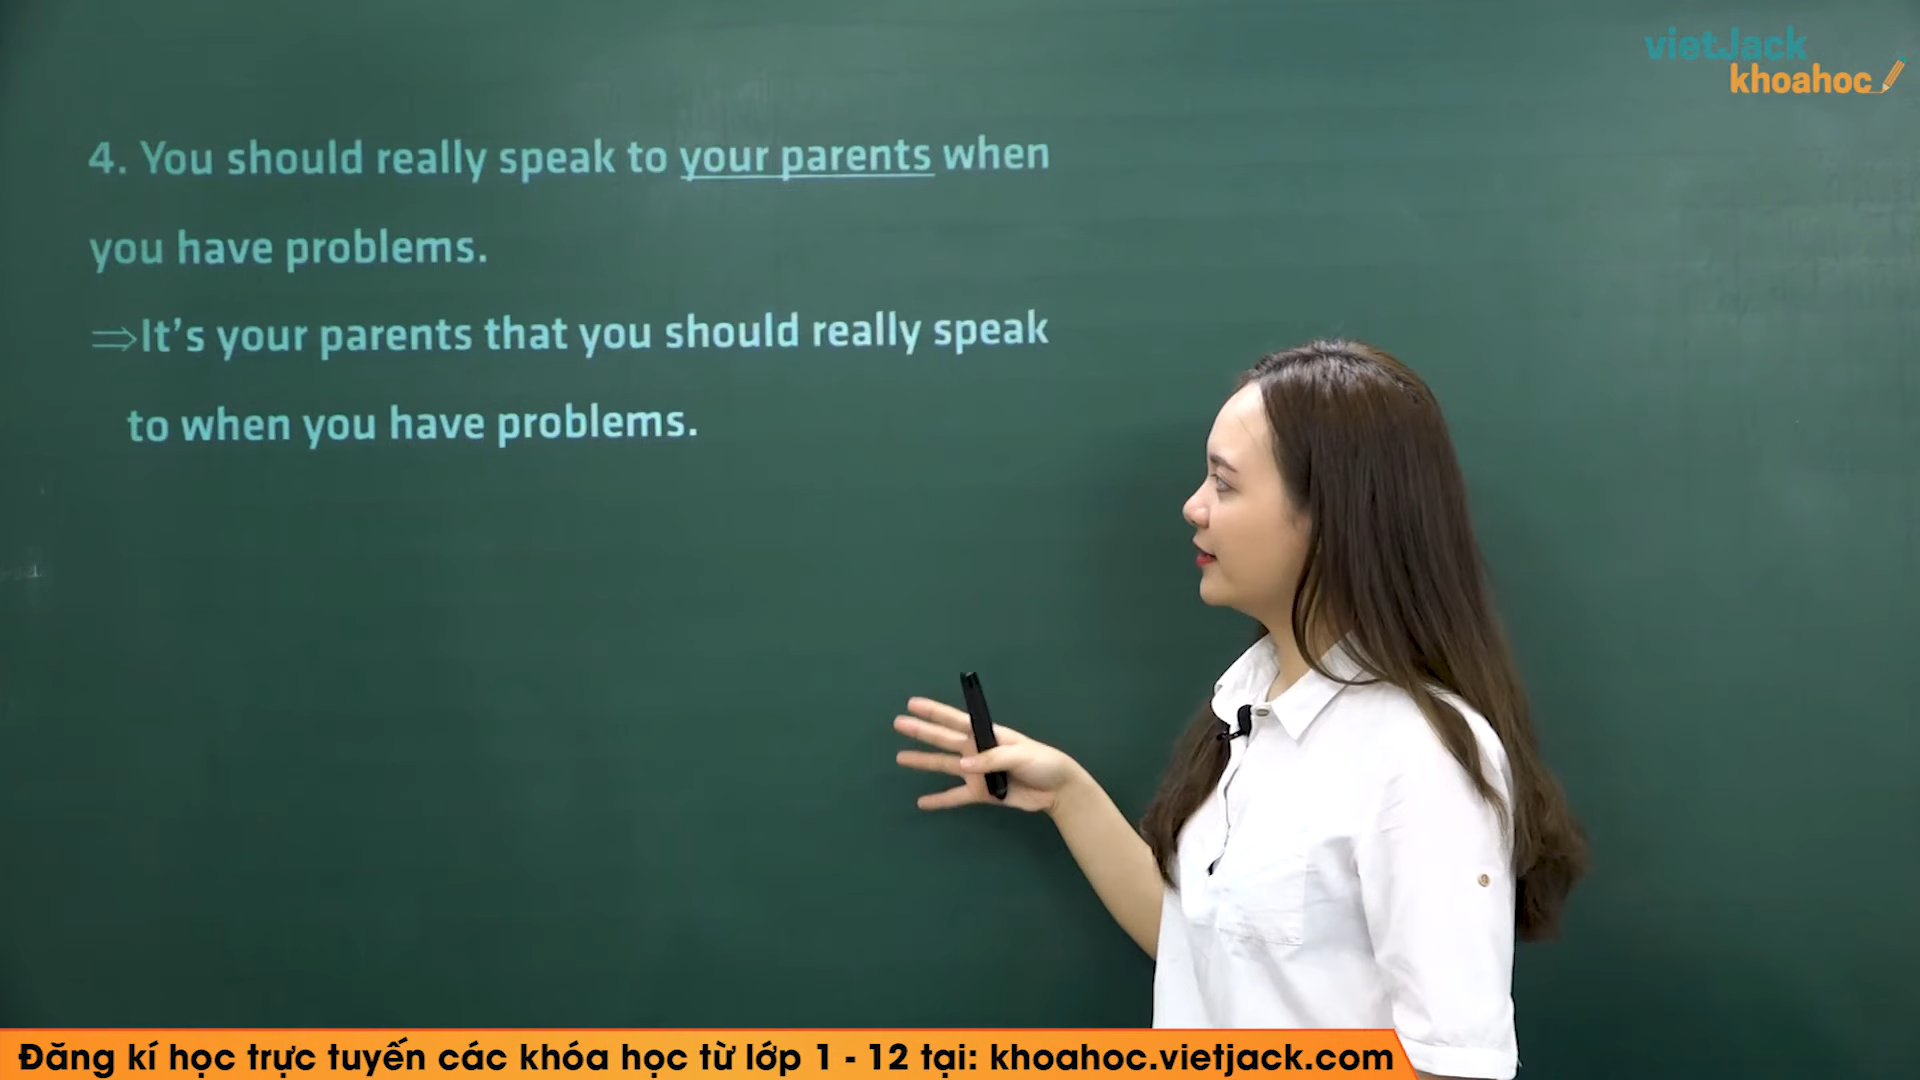 vietJack
khoahoc
4. You should really speak to your parents when
you have problems.
⇒It's your parents that you should really speak
to when you have problems.
Đăng kí học trực tuyến các khóa học từ lớp 1 - 12 tại: khoahoc.vietjack.com